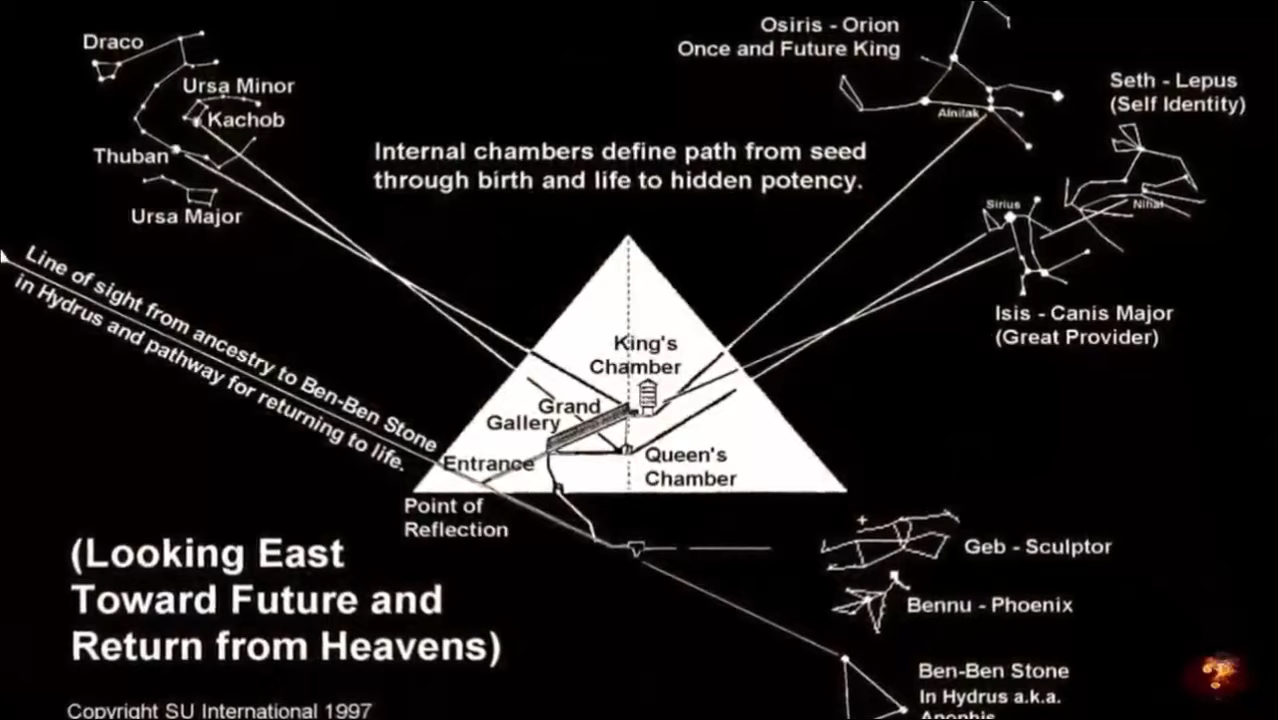 Draco
Ursa Minor
Kachob
Thuban
Ursa Major
Osiris - Orion
Once and Future King
Alnilak
Seth - Lepus
(Self Identity)
Internal chambers define path from seed
through birth and life to hidden potency.
Sirius
Nihal
Isis - Canis Major
(Great Provider)
Line of sight from ancestry to Ben-Ben Stone
in Hydrus and pathway for returning to life.
King's
Chamber
Grand
Gallery
Entrance
Queen's
Chamber
Point of
Reflection
(Looking East
Toward Future and
Return from Heavens)
Geb - Sculptor
Bennu - Phoenix
Ben-Ben Stone
In Hydrus a.k.a.
Apophis
Copyright SU International 1997